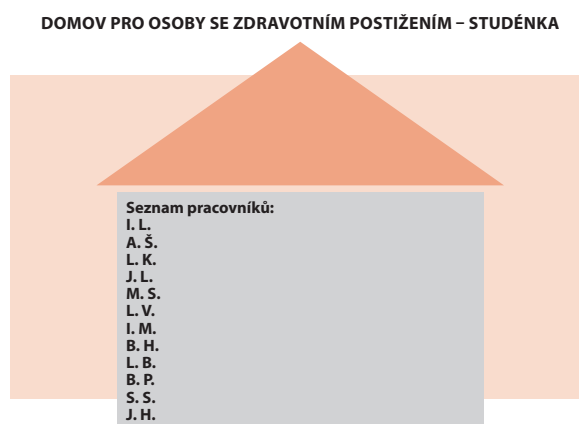 DOMOV PRO OSOBY SE ZDRAVOTNÍM POSTIŽENÍM – STUDÉNKA
Seznam pracovníků:
I. L.
A. Š.
L. K.
J. L.
M. S.
L. V.
I. M.
B. H.
L. B.
B. P.
S. S.
J. H.